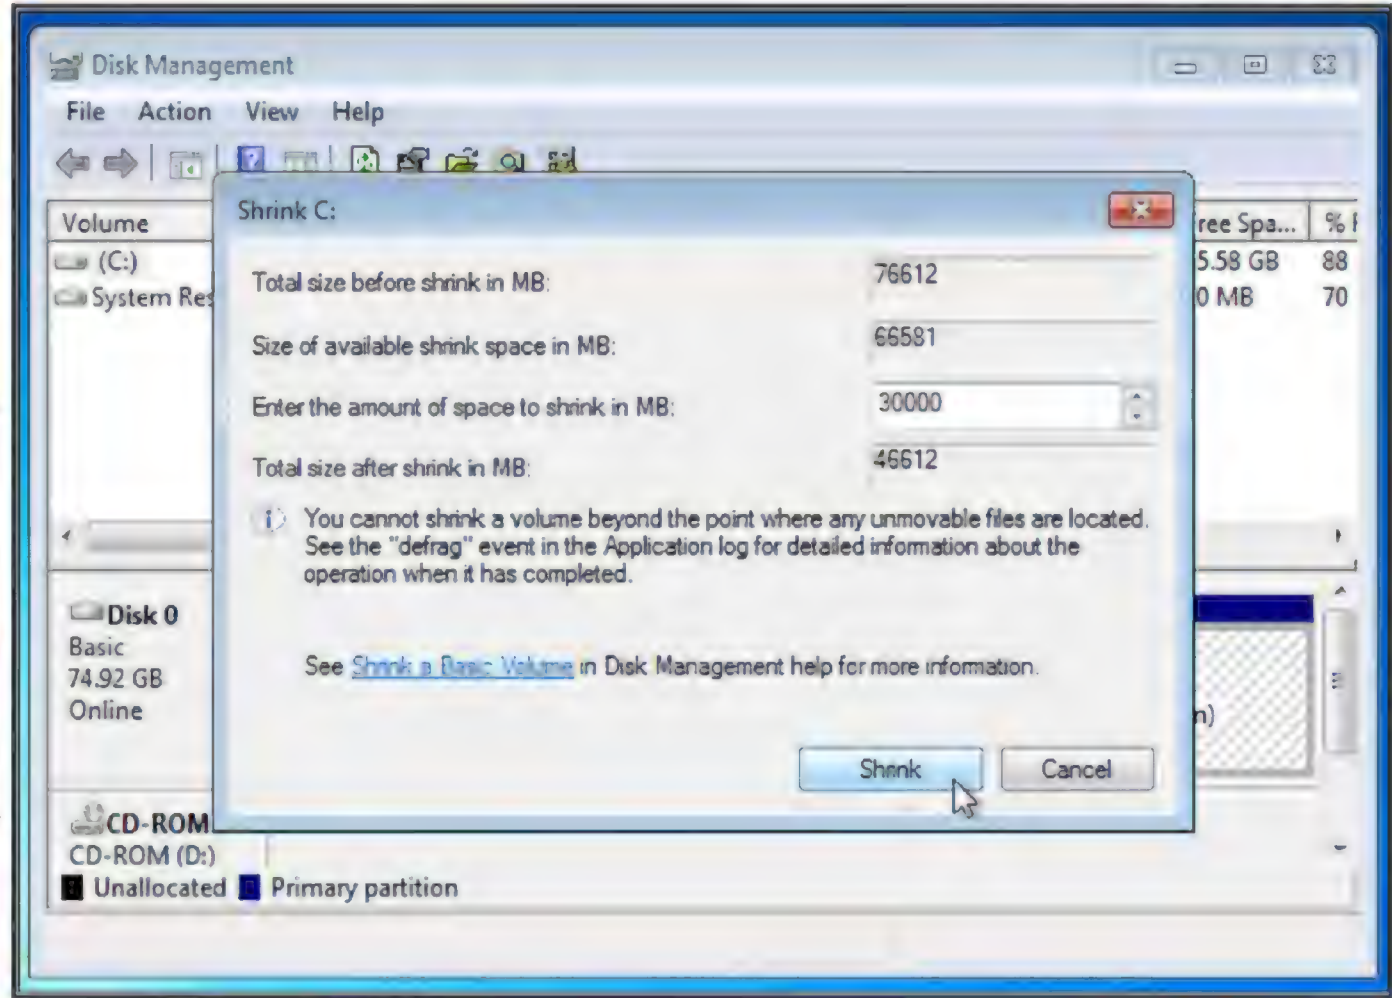 Disk Management
File Action View Help
Volume
ree Spa... %
(C:)
5.58 GB 88
System Res
0 MB 70
Shrink C:
Total size before shrink in MB: 76612
Size of available shrink space in MB: 66581
Enter the amount of space to shrink in MB: 30000
Total size after shrink in MB: 46612
You cannot shrink a volume beyond the point where any unmovable files are located.
See the "defrag" event in the Application log for detailed information about the
operation when it has completed.
See Shrink a Basic Volume in Disk Management help for more information.
Shrink Cancel
Disk 0
Basic
74.92 GB
Online
n)
CD-ROM
CD-ROM (D:)
Unallocated Primary partition